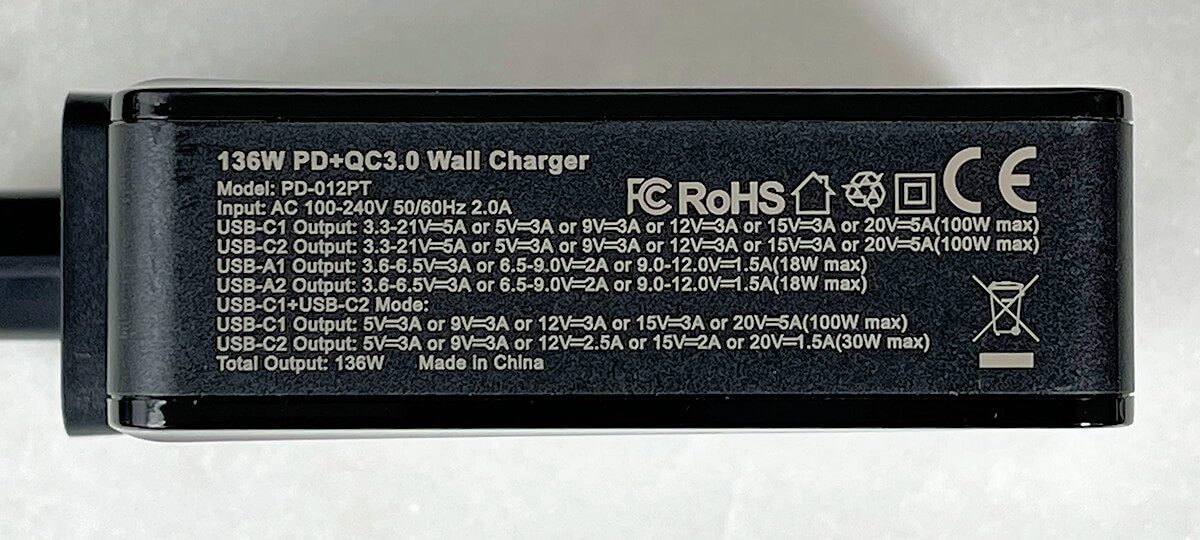 136W PD+QC3.0 Wall Charger
Model: PD-012PT
Input: AC 100-240V 50/60Hz 2.0A
FC RoHS CE
USB-C1 Output: 3.3-21V⎓5A or 5V⎓3A or 9V⎓3A or 12V⎓3A or 15V⎓3A or 20V⎓5A(100W max)
USB-C2 Output: 3.3-21V⎓5A or 5V⎓3A or 9V⎓3A or 12V⎓3A or 15V⎓3A or 20V⎓5A(100W max)
USB-A1 Output: 3.6-6.5V⎓3A or 6.5-9.0V⎓2A or 9.0-12.0V⎓1.5A(18W max)
USB-A2 Output: 3.6-6.5V⎓3A or 6.5-9.0V⎓2A or 9.0-12.0V⎓1.5A(18W max)
USB-C1+USB-C2 Mode:
USB-C1 Output: 5V⎓3A or 9V⎓3A or 12V⎓3A or 15V⎓3A or 20V⎓5A(100W max)
USB-C2 Output: 5V⎓3A or 9V⎓3A or 12V⎓2.5A or 15V⎓2A or 20V⎓1.5A(30W max)
Total Output: 136W Made in China